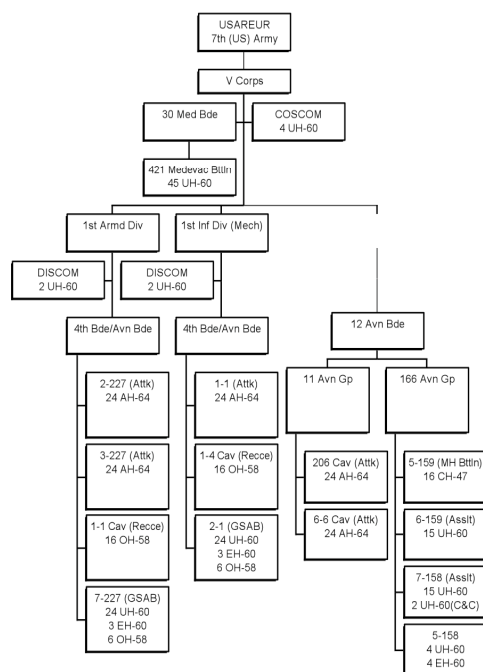 USAREUR
7th (US) Army
V Corps
30 Med Bde
COSCOM
4 UH-60
421 Medevac Bttln
45 UH-60
1st Armd Div
1st Inf Div (Mech)
DISCOM
2 UH-60
DISCOM
2 UH-60
12 Avn Bde
4th Bde/Avn Bde
4th Bde/Avn Bde
11 Avn Gp
166 Avn Gp
2-227 (Attk)
24 AH-64
1-1 (Attk)
24 AH-64
3-227 (Attk)
24 AH-64
1-4 Cav (Recce)
16 OH-58
206 Cav (Attk)
24 AH-64
5-159 (MH Bttln)
16 CH-47
1-1 Cav (Recce)
16 OH-58
2-1 (GSAB)
24 UH-60
3 EH-60
6 OH-58
6-6 Cav (Attk)
24 AH-64
6-159 (Asslt)
15 UH-60
7-227 (GSAB)
24 UH-60
3 EH-60
6 OH-58
7-158 (Asslt)
15 UH-60
2 UH-60(C&C)
5-158
4 UH-60
4 EH-60